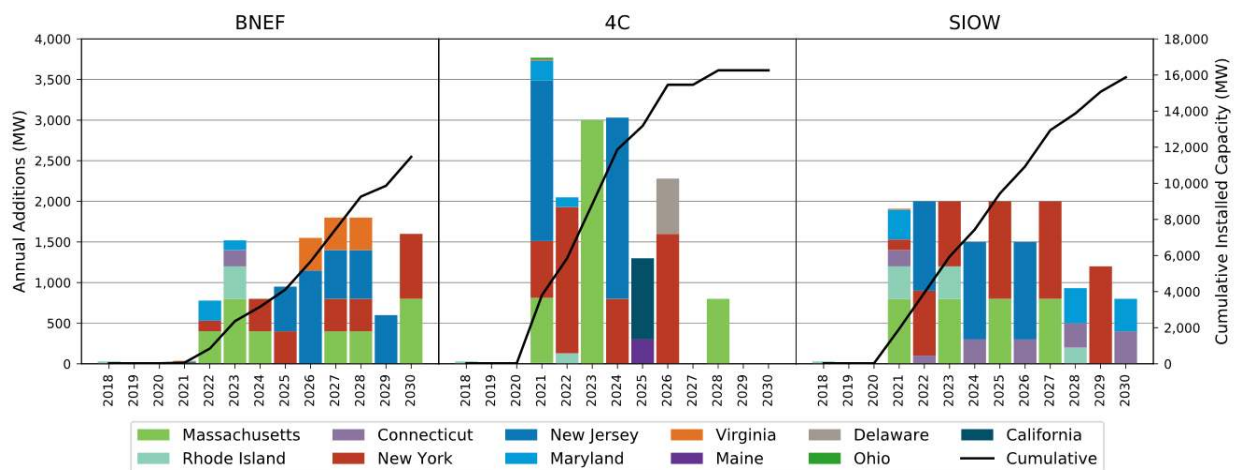 BNEF 4C SIOW
Annual Additions (MW)
4,000
3,500
3,000
2,500
2,000
1,500
1,000
500
0
18,000
16,000
14,000
12,000
10,000
8,000
6,000
4,000
2,000
0
Cumulative Installed Capacity (MW)
2018 2019 2020 2021 2022 2023 2024 2025 2026 2027 2028 2029 2030
2018 2019 2020 2021 2022 2023 2024 2025 2026 2027 2028 2029 2030
2018 2019 2020 2021 2022 2023 2024 2025 2026 2027 2028 2029 2030
Massachusetts Connecticut New Jersey Virginia Delaware California
Rhode Island New York Maryland Maine Ohio Cumulative